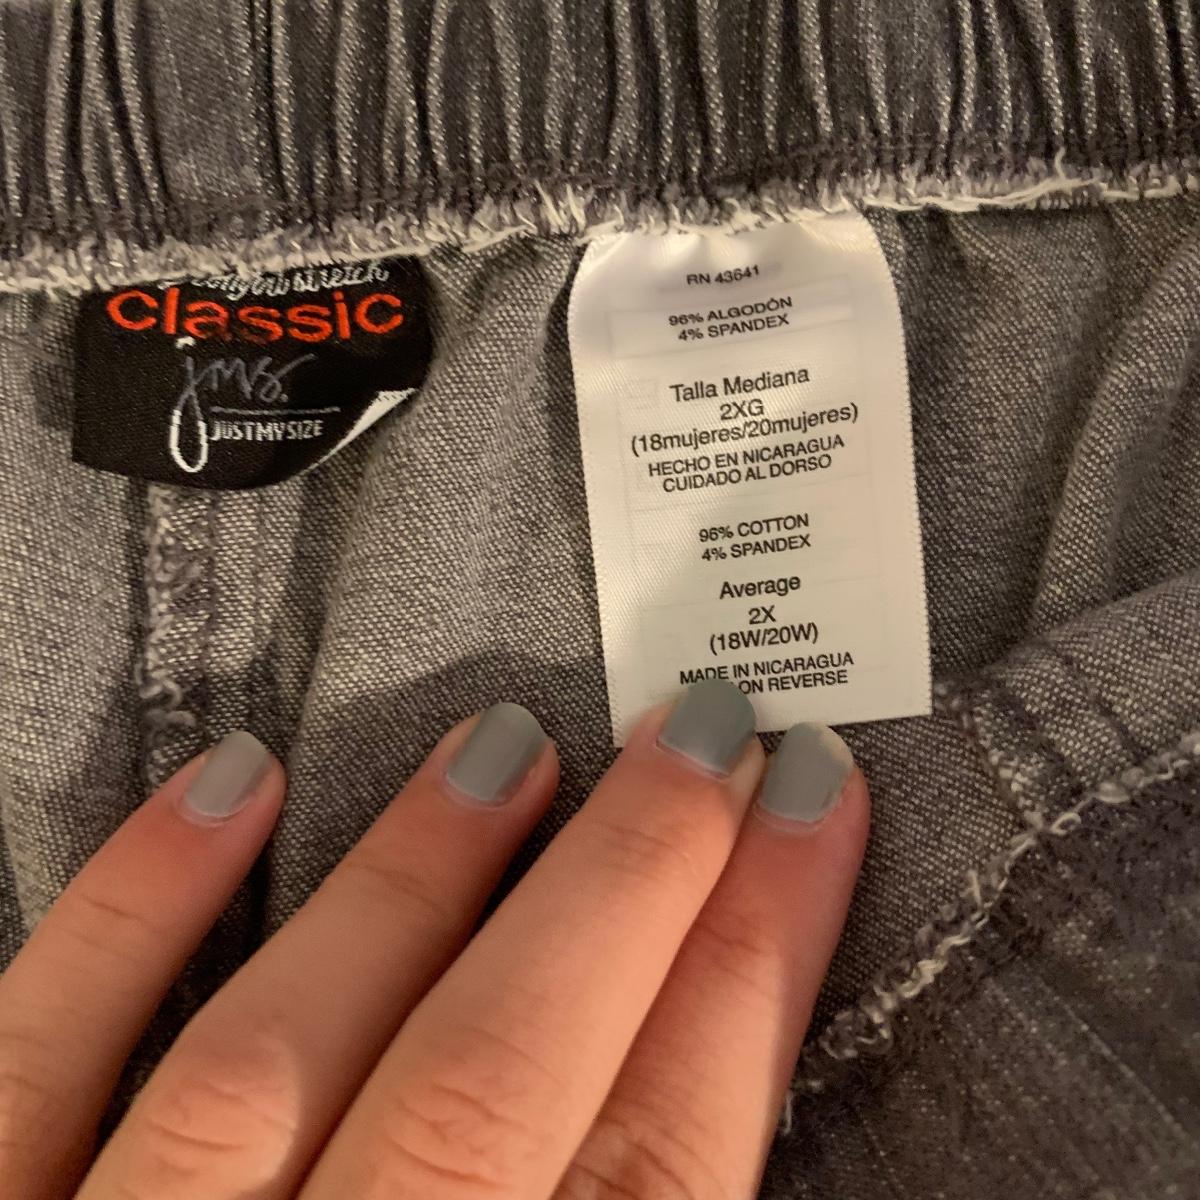 stretch
classic
jms.
JUSTMYSIZE
RN 43641
96% ALGODÓN
4% SPANDEX
Talla Mediana
2XG
(18mujeres/20mujeres)
HECHO EN NICARAGUA
CUIDADO AL DORSO
96% COTTON
4% SPANDEX
Average
2X
(18W/20W)
MADE IN NICARAGUA
ON REVERSE